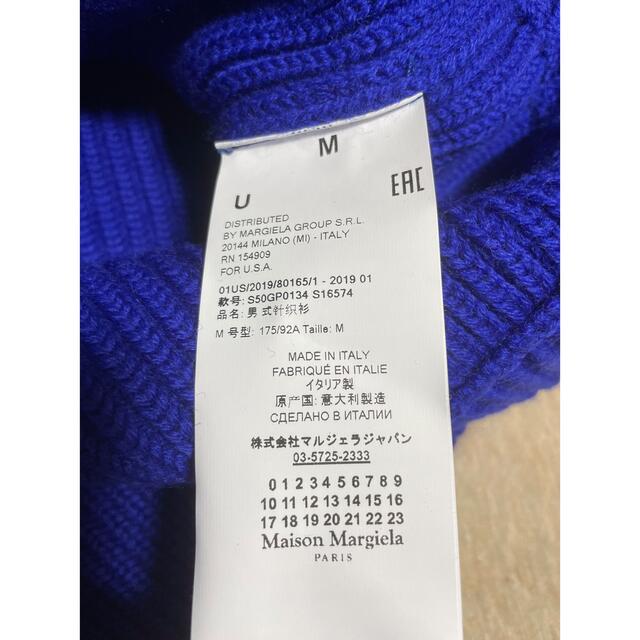 M
U
EAC
DISTRIBUTED
BY MARGIELA GROUP S.R.L.
20144 MILANO (MI) - ITALY
RN 154909
FOR U.S.A.
01US/2019/80165/1 - 2019 01
款号: S50GP0134 S16574
品名: 男式针织衫
M 号型: 175/92A Taille: M
MADE IN ITALY
FABRIQUÉ EN ITALIE
イタリア製
原产国: 意大利製造
СДЕЛАНО В ИТАЛИИ
株式会社マルジェラジャパン
03-5725-2333
0 1 2 3 4 5 6 7 8 9
10 11 12 13 14 15 16
17 18 19 20 21 22 23
Maison Margiela
PARIS